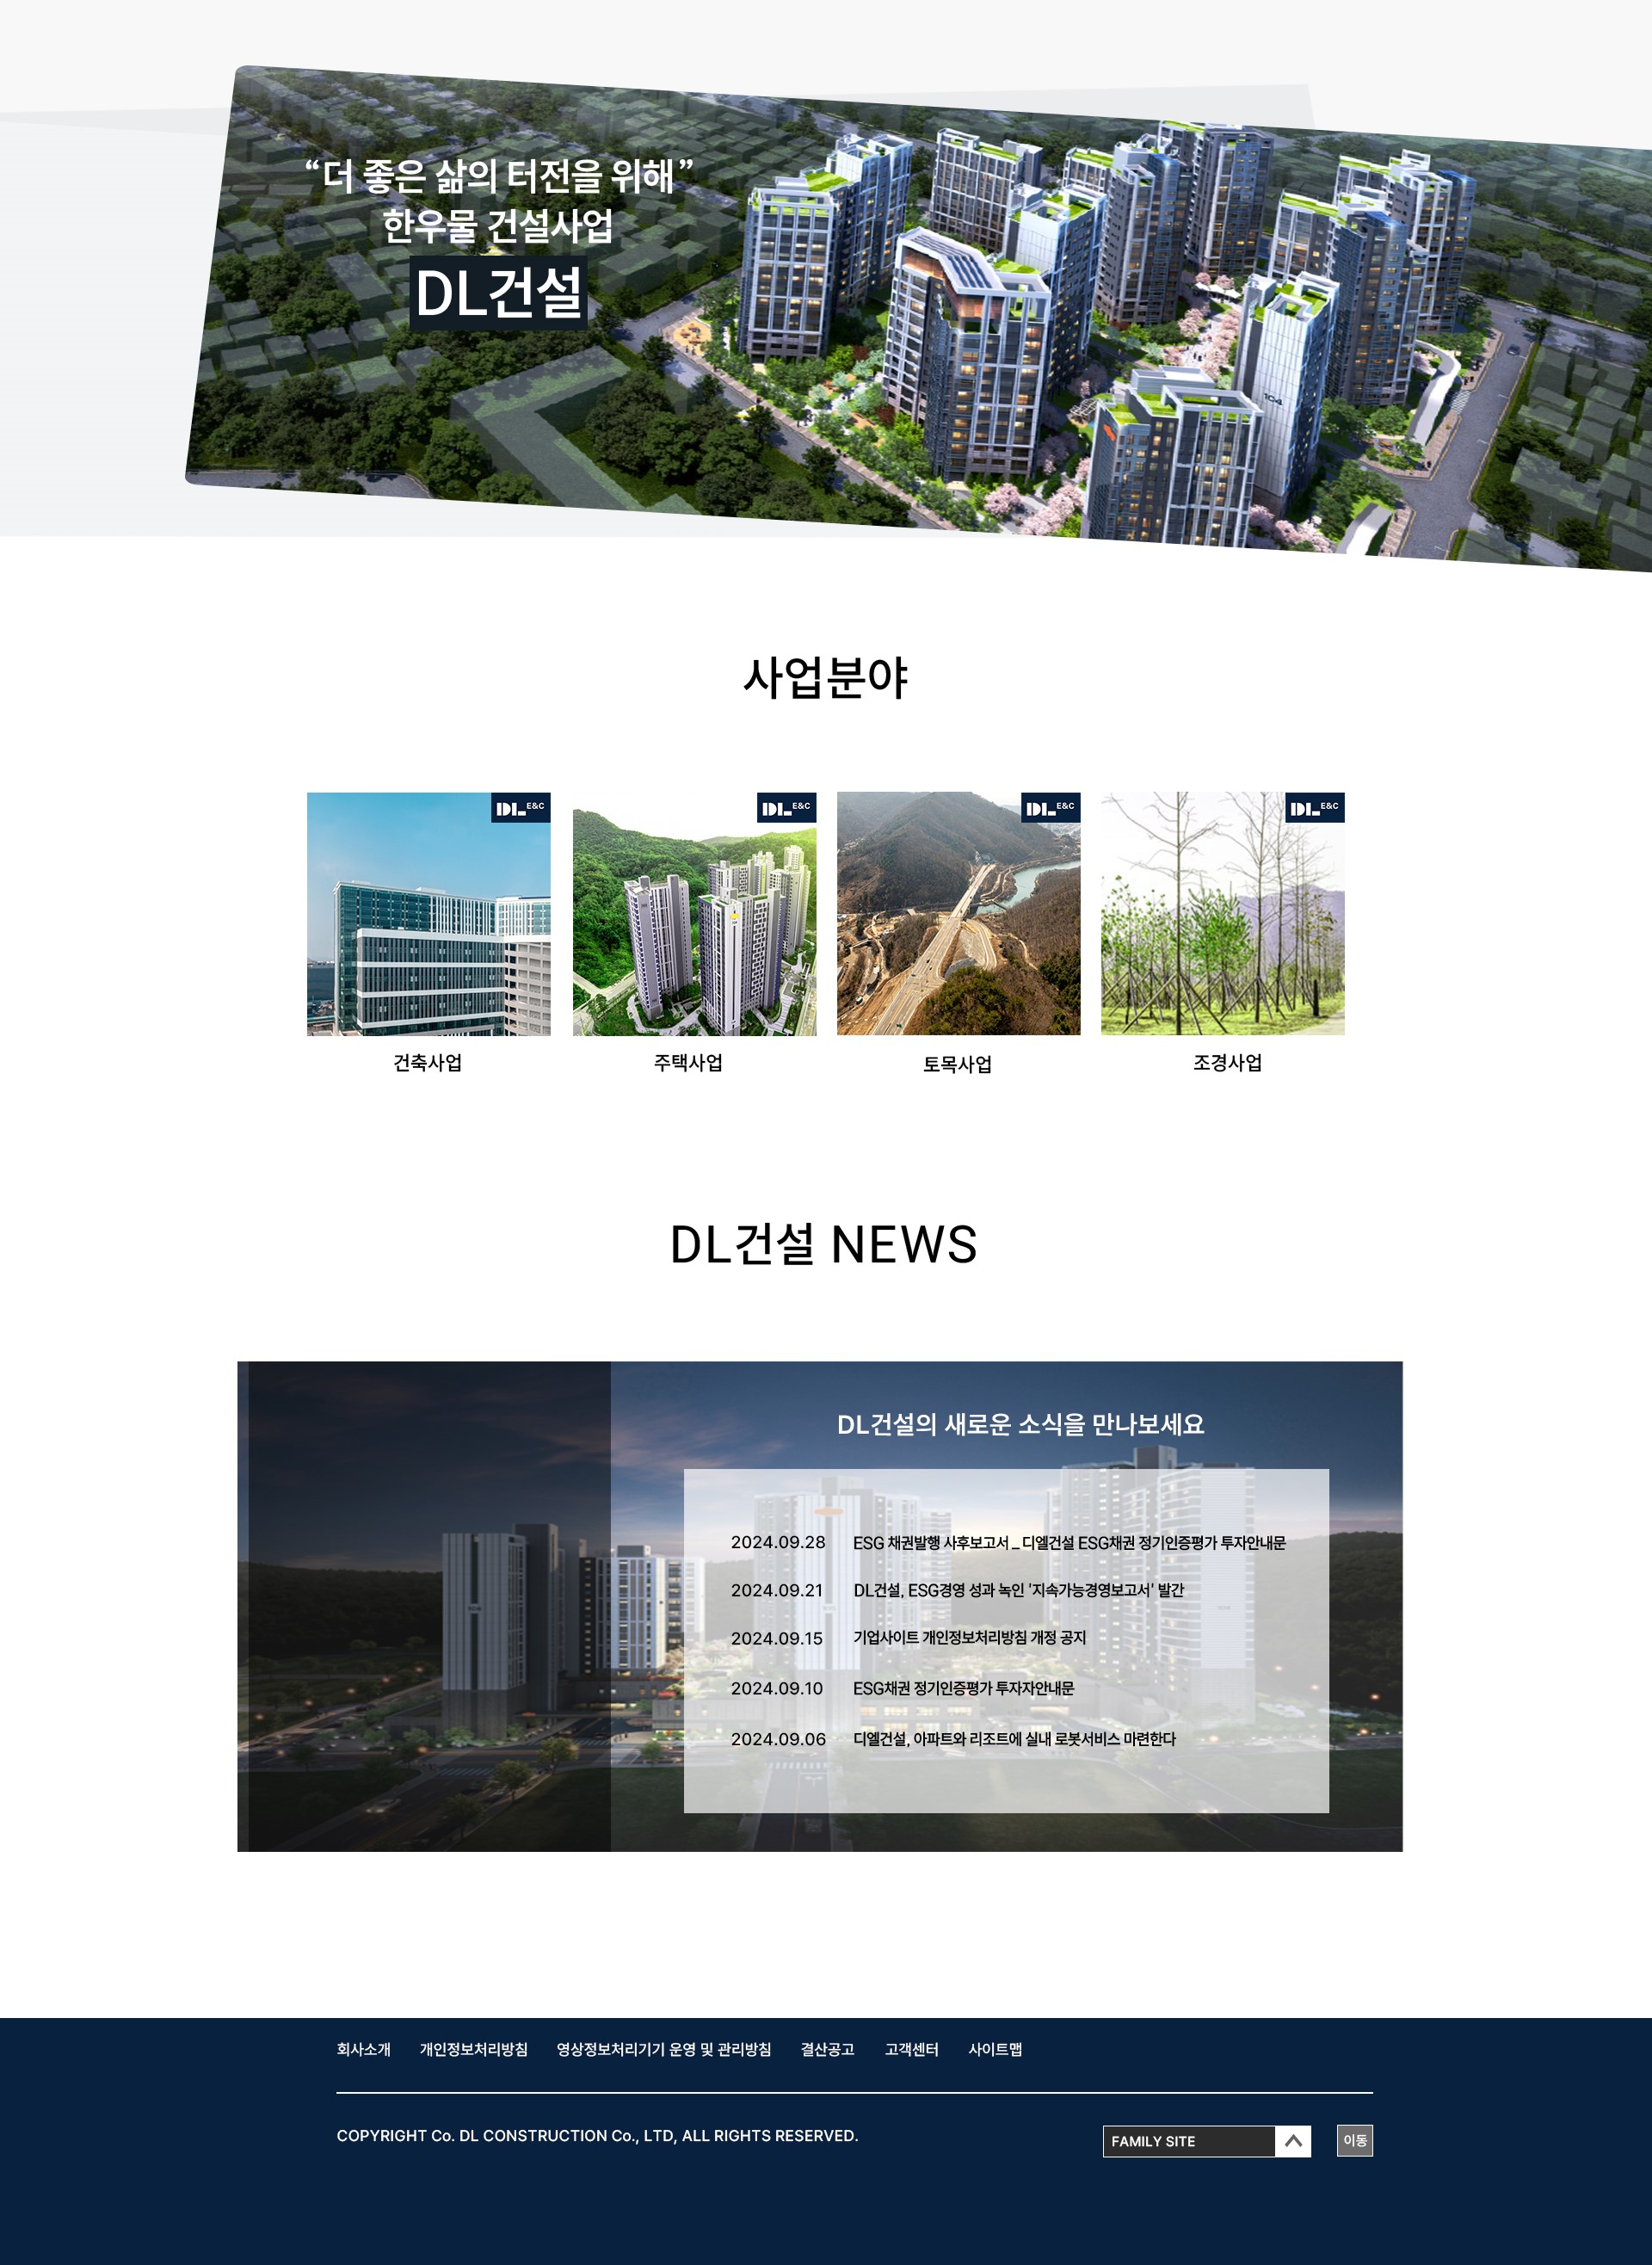 “더 좋은 삶의 터전을 위해”
한우물 건설사업
DL건설
104
사업분야
DL E&C
DL E&C
DL E&C
DL E&C
건축사업
주택사업
토목사업
조경사업
DL건설 NEWS
DL건설의 새로운 소식을 만나보세요
2024.09.28 ESG 채권발행 사후보고서 _ 디엘건설 ESG채권 정기인증평가 투자안내문
2024.09.21 DL건설, ESG경영 성과 녹인 '지속가능경영보고서' 발간
2024.09.15 기업사이트 개인정보처리방침 개정 공지
2024.09.10 ESG채권 정기인증평가 투자자안내문
2024.09.06 디엘건설, 아파트와 리조트에 실내 로봇서비스 마련한다
회사소개 개인정보처리방침 영상정보처리기기 운영 및 관리방침 결산공고 고객센터 사이트맵
COPYRIGHT Co. DL CONSTRUCTION Co., LTD, ALL RIGHTS RESERVED.
FAMILY SITE
이동